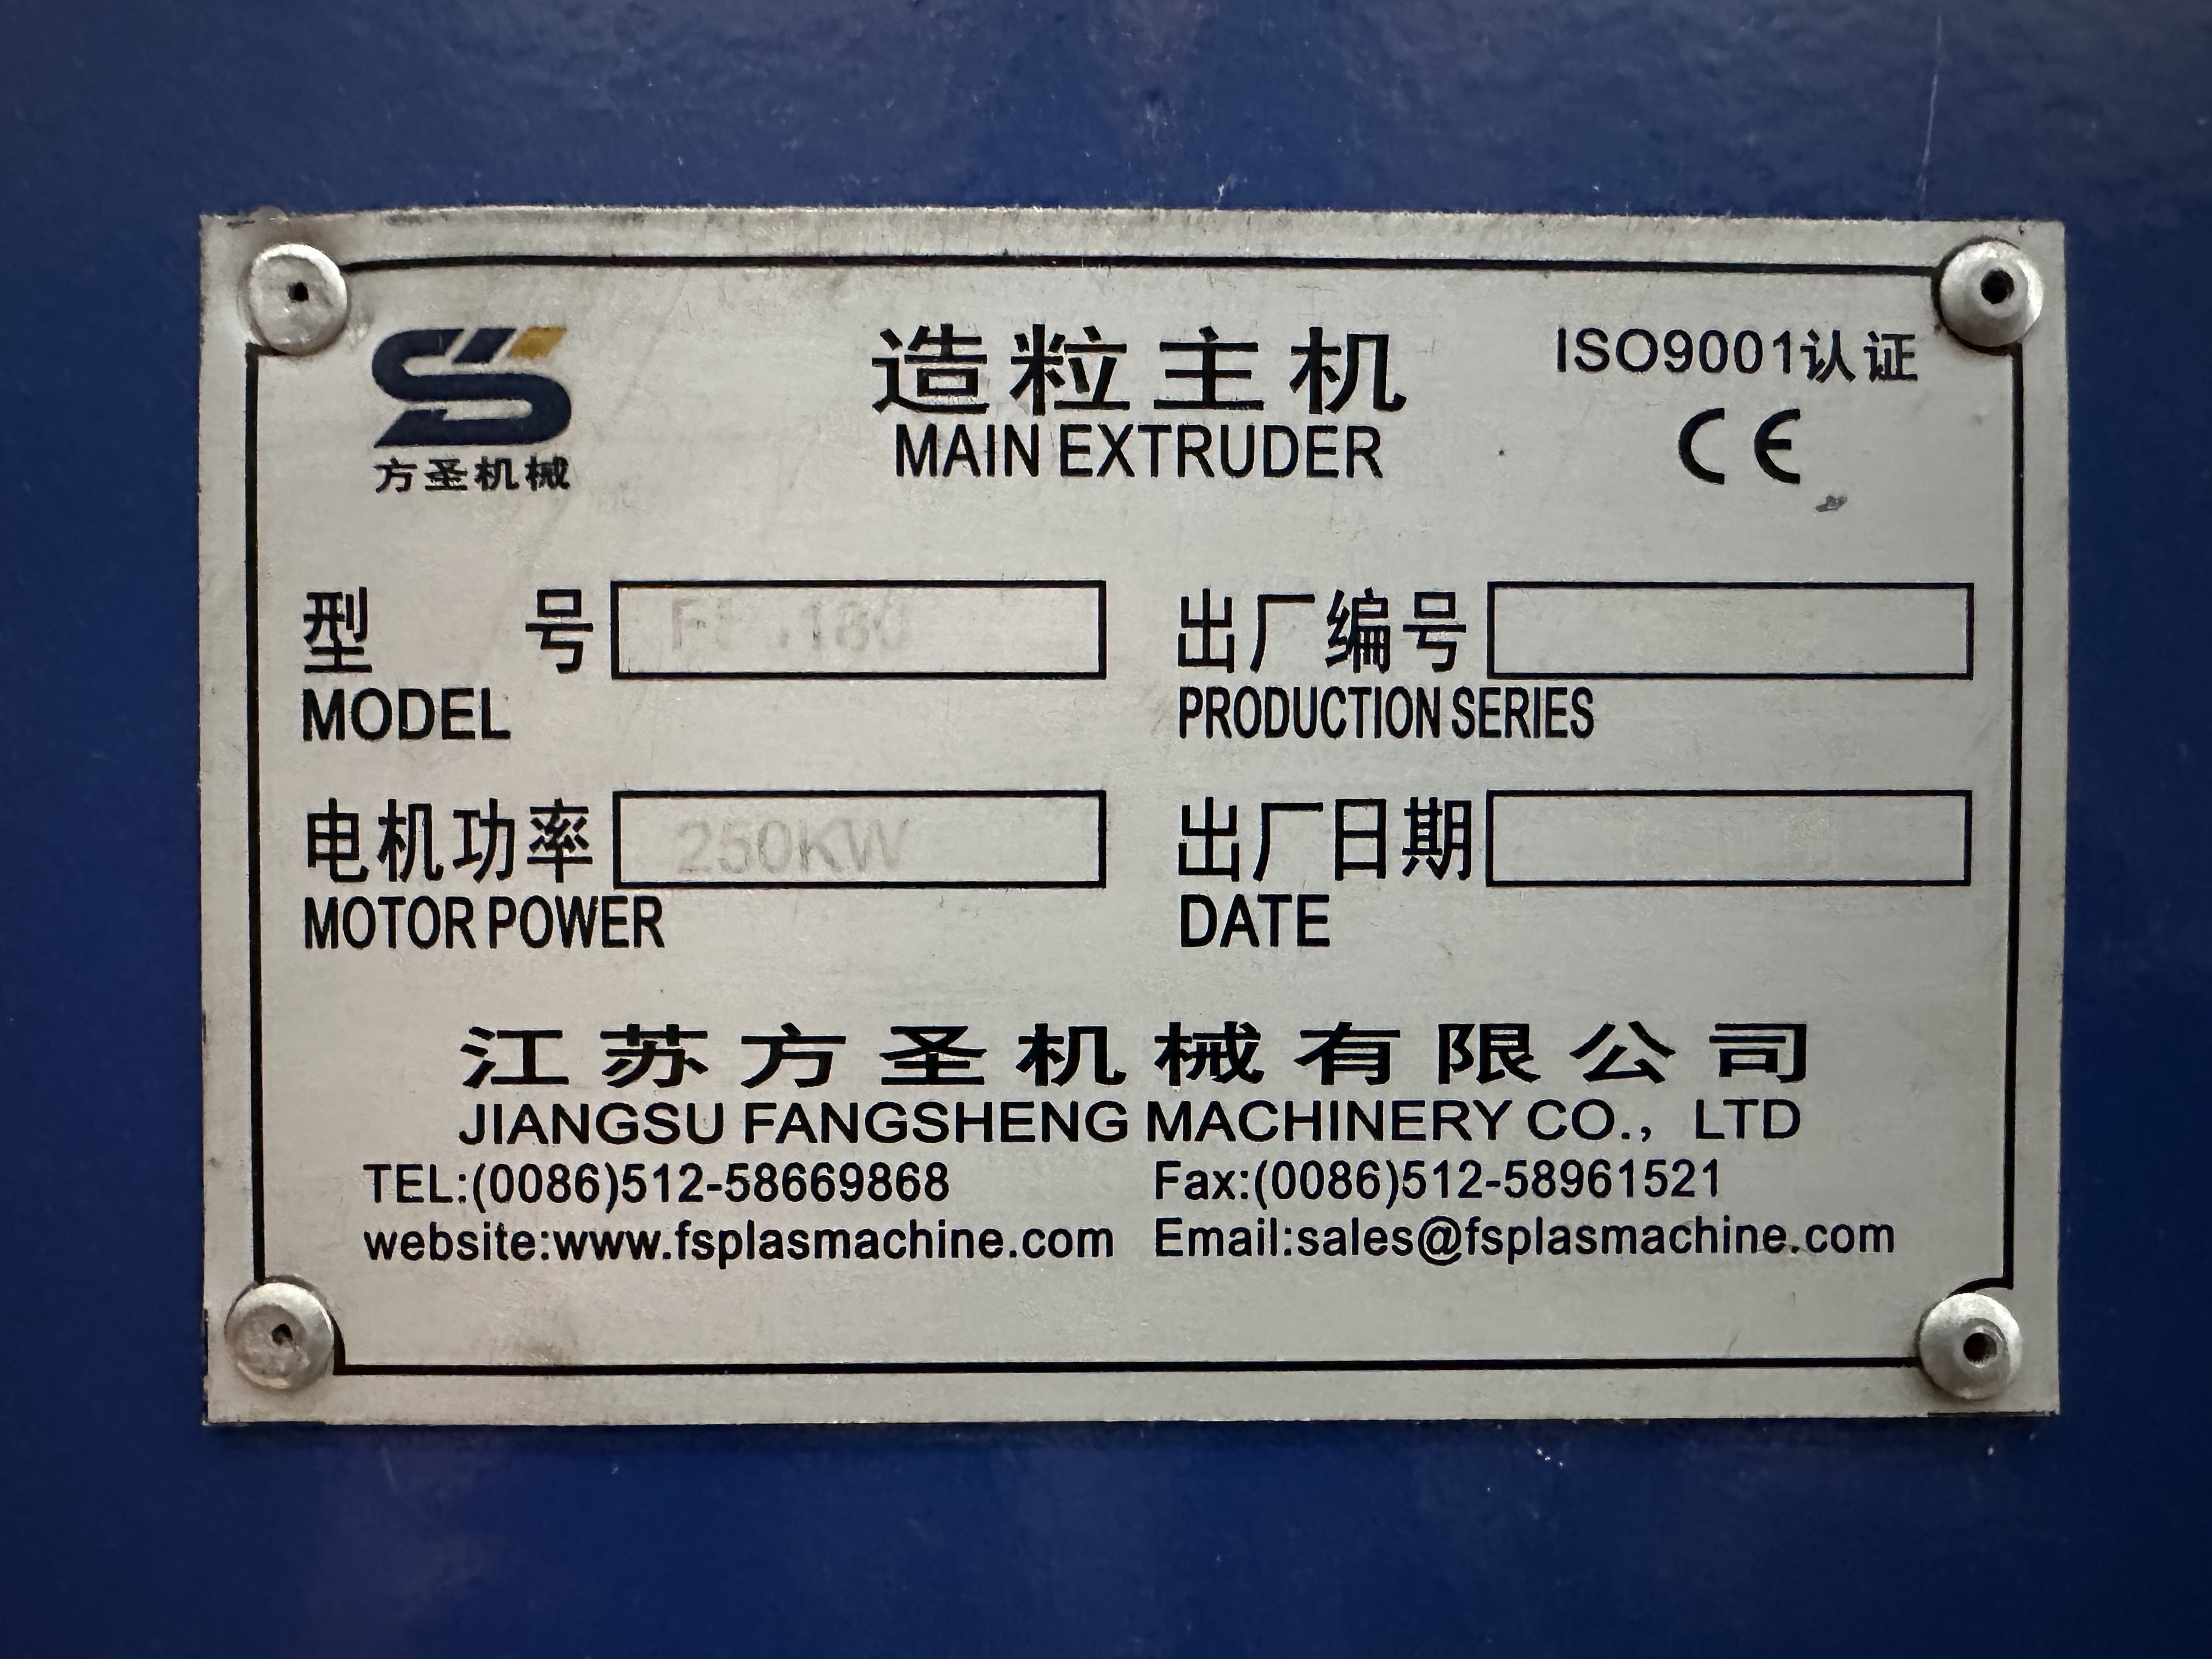 方圣机械
造粒主机
MAIN EXTRUDER
ISO9001认证
CE
型号
MODEL
出厂编号
PRODUCTION SERIES
电机功率 250KW
MOTOR POWER
出厂日期
DATE
江苏方圣机械有限公司
JIANGSU FANGSHENG MACHINERY CO., LTD
TEL:(0086)512-58669868 Fax:(0086)512-58961521
website:www.fsplasmachine.com Email:sales@fsplasmachine.com